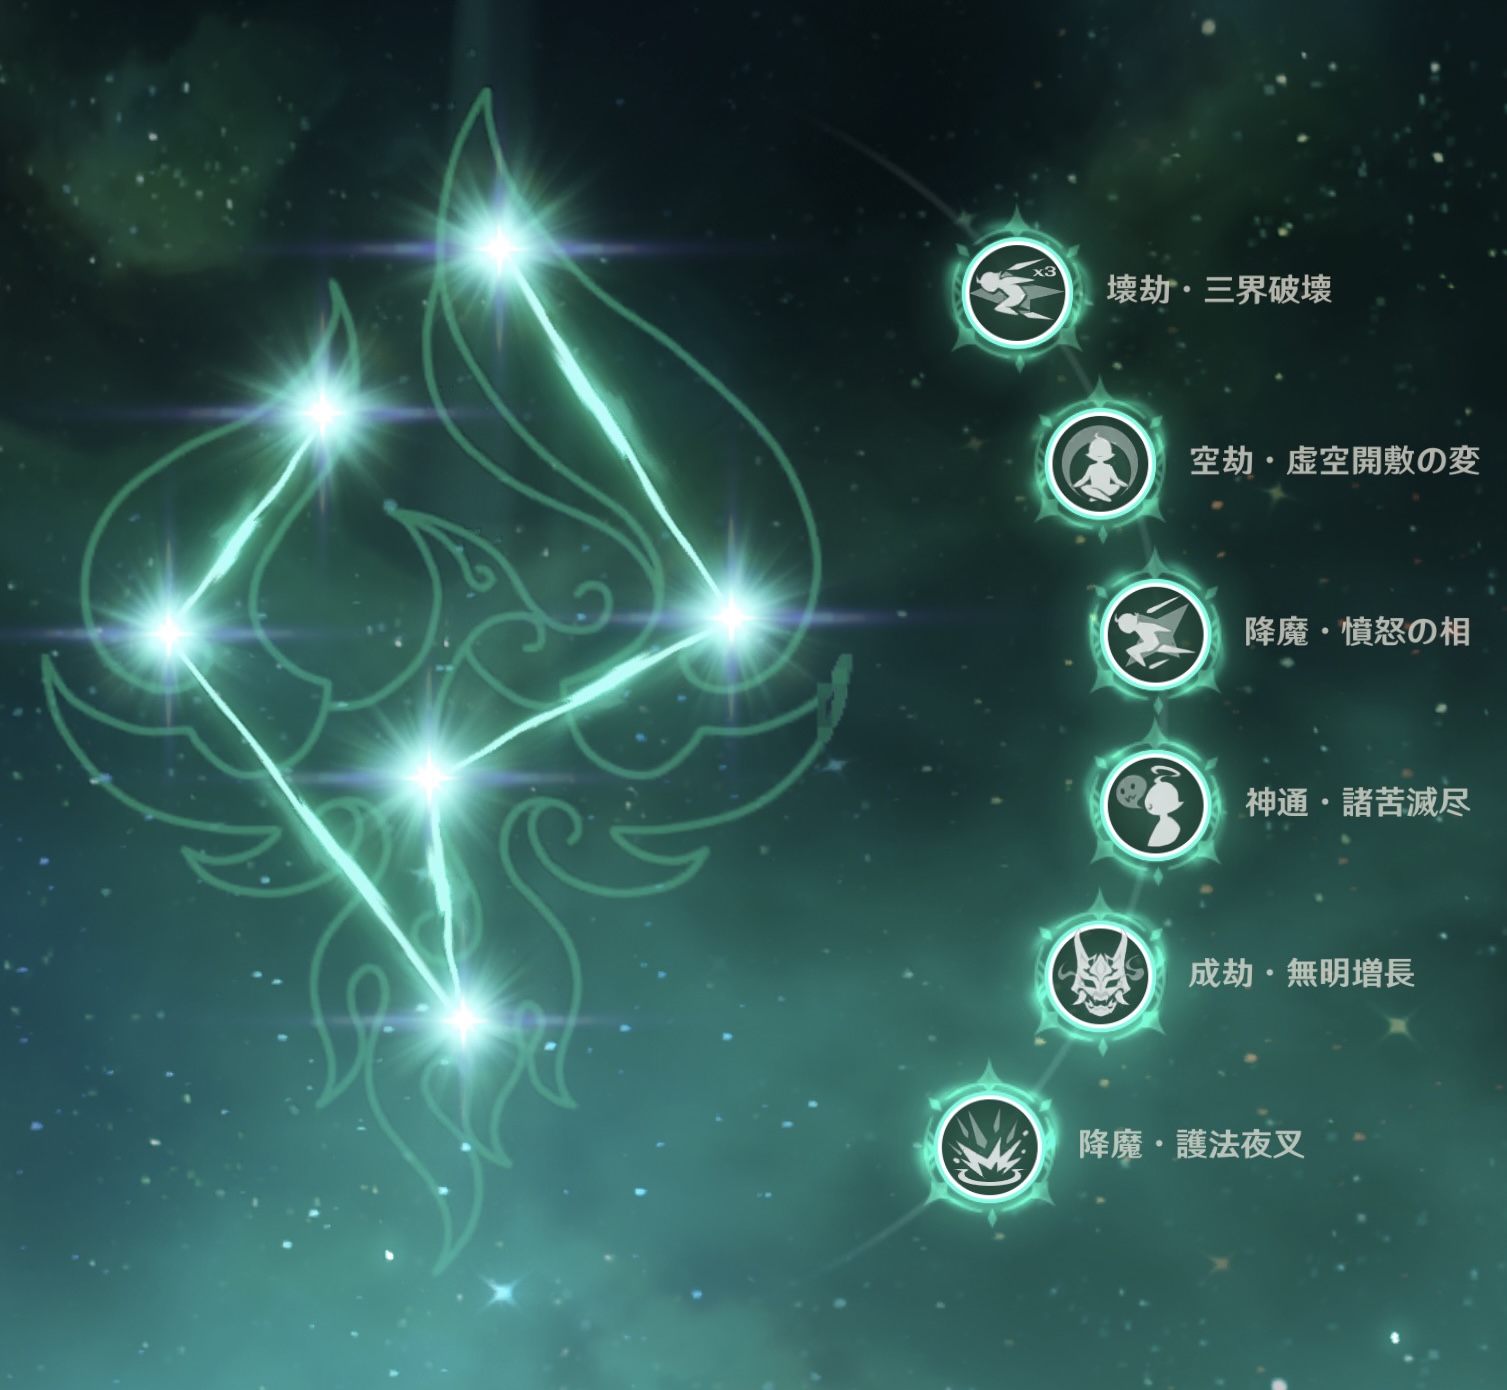 x3
壊劫・三界破壊
空劫・虚空開敷の変
降魔・憤怒の相
神通・諸苦滅尽
成劫・無明増長
降魔・護法夜叉